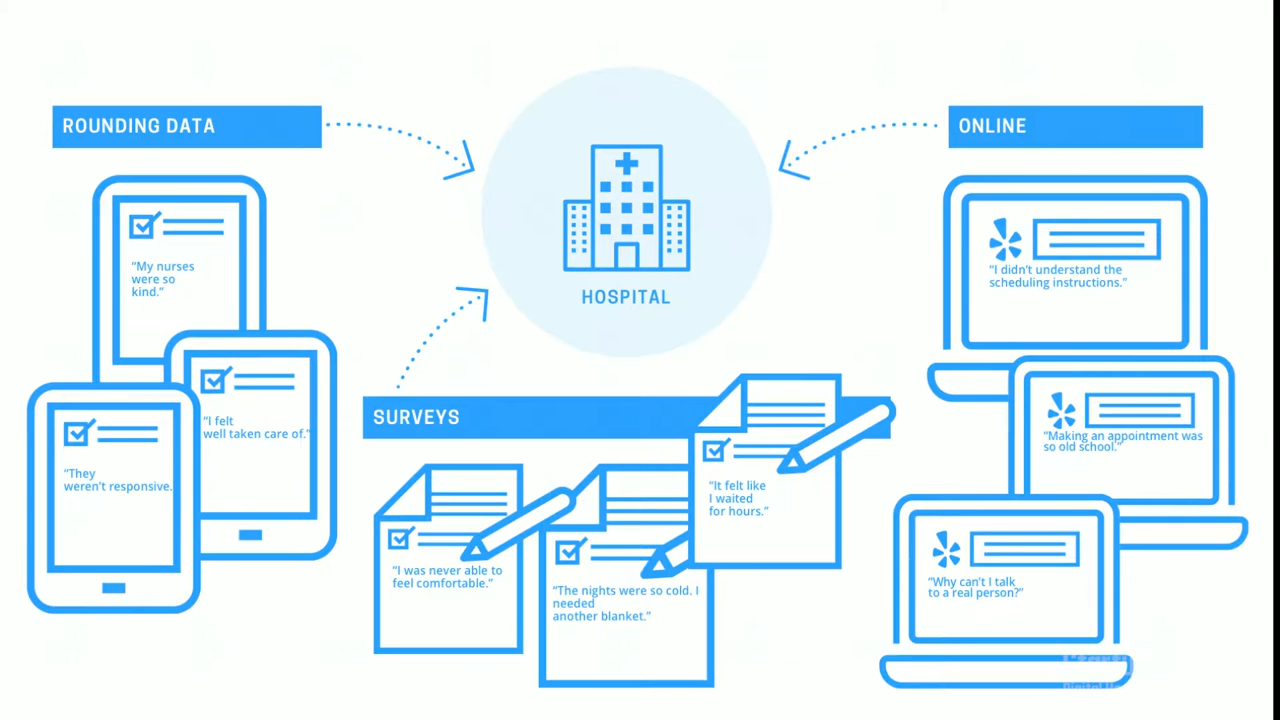 ROUNDING DATA
ONLINE
HOSPITAL
SURVEYS
“My nurses
were so
kind.”
“I felt
well taken care of.”
“They
weren’t responsive.
“I was never able to
feel comfortable.”
“The nights were so cold. I
needed
another blanket.”
“It felt like
I waited
for hours.”
“I didn’t understand the
scheduling instructions.”
“Making an appointment was
so old school.”
“Why can’t I talk
to a real person?”